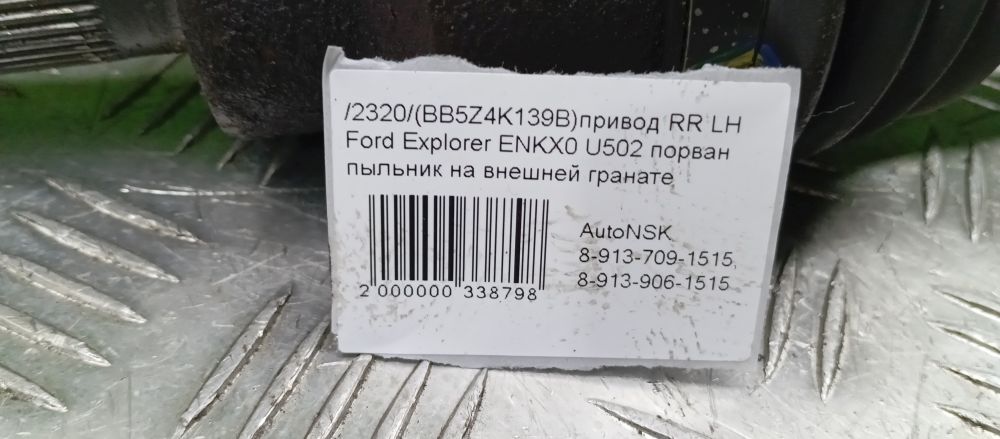 /2320/(BB5Z4K139B)привод RR LH
Ford Explorer ENKX0 U502 порван
пыльник на внешней гранате
AutoNSK
8-913-709-1515,
8-913-906-1515
2 000000 338798